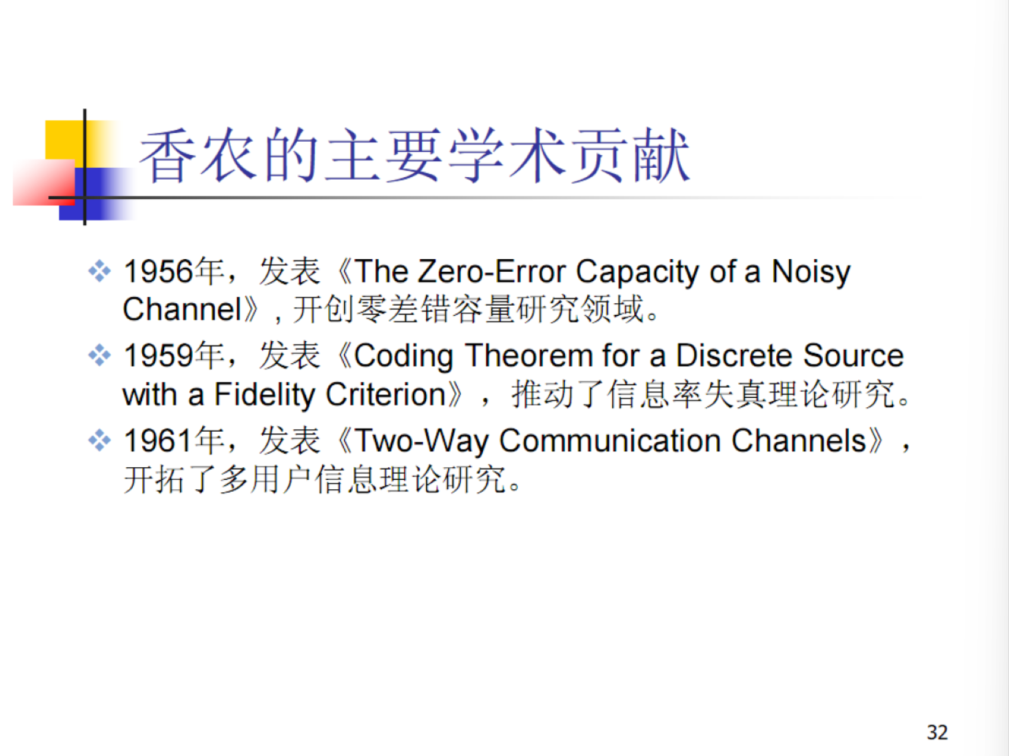 香农的主要学术贡献
1956年，发表《The Zero-Error Capacity of a Noisy
Channel》, 开创零差错容量研究领域。
1959年，发表《Coding Theorem for a Discrete Source
with a Fidelity Criterion》，推动了信息率失真理论研究。
1961年，发表《Two-Way Communication Channels》，
开拓了多用户信息理论研究。
32